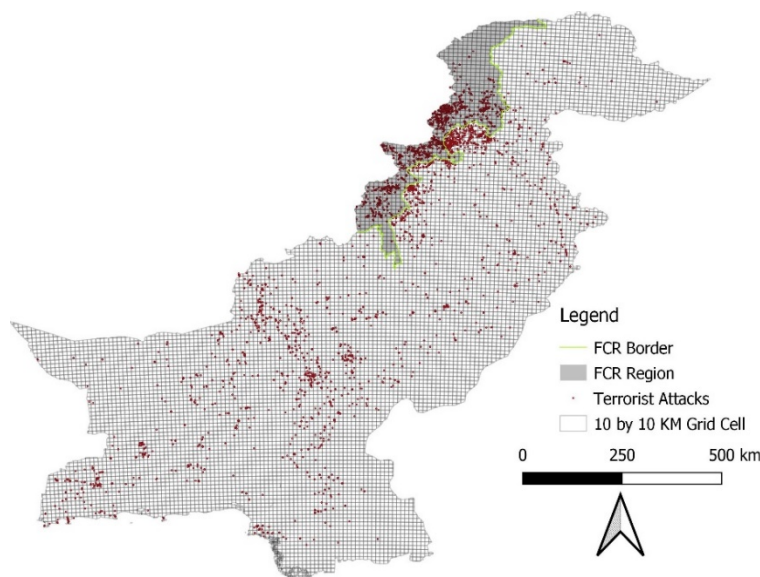 Legend
FCR Border
FCR Region
Terrorist Attacks
10 by 10 KM Grid Cell
0 250 500 km